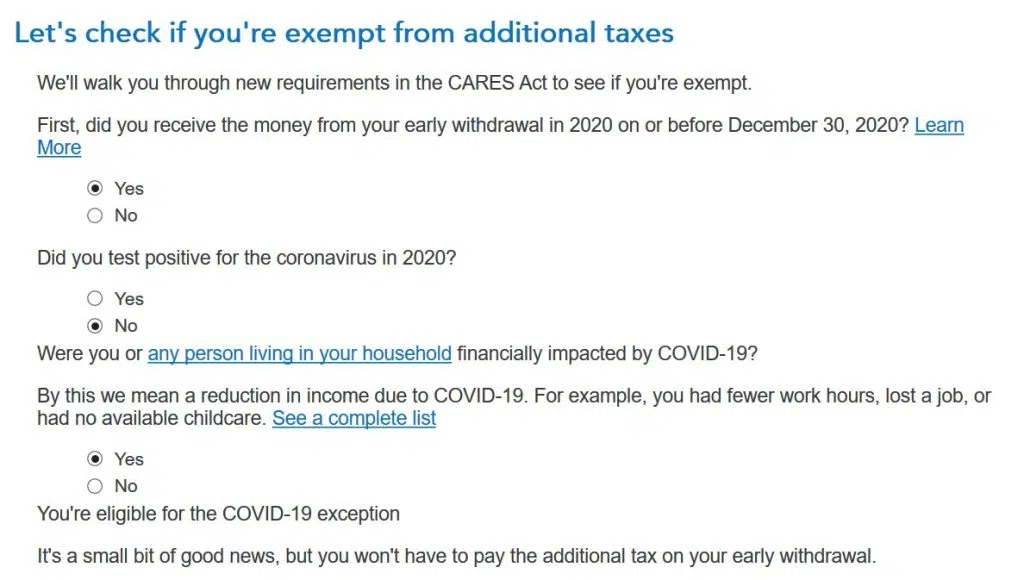 Let's check if you're exempt from additional taxes
We'll walk you through new requirements in the CARES Act to see if you're exempt.
First, did you receive the money from your early withdrawal in 2020 on or before December 30, 2020? Learn
More
Yes
No
Did you test positive for the coronavirus in 2020?
Yes
No
Were you or any person living in your household financially impacted by COVID-19?
By this we mean a reduction in income due to COVID-19. For example, you had fewer work hours, lost a job, or
had no available childcare. See a complete list
Yes
No
You're eligible for the COVID-19 exception
It's a small bit of good news, but you won't have to pay the additional tax on your early withdrawal.